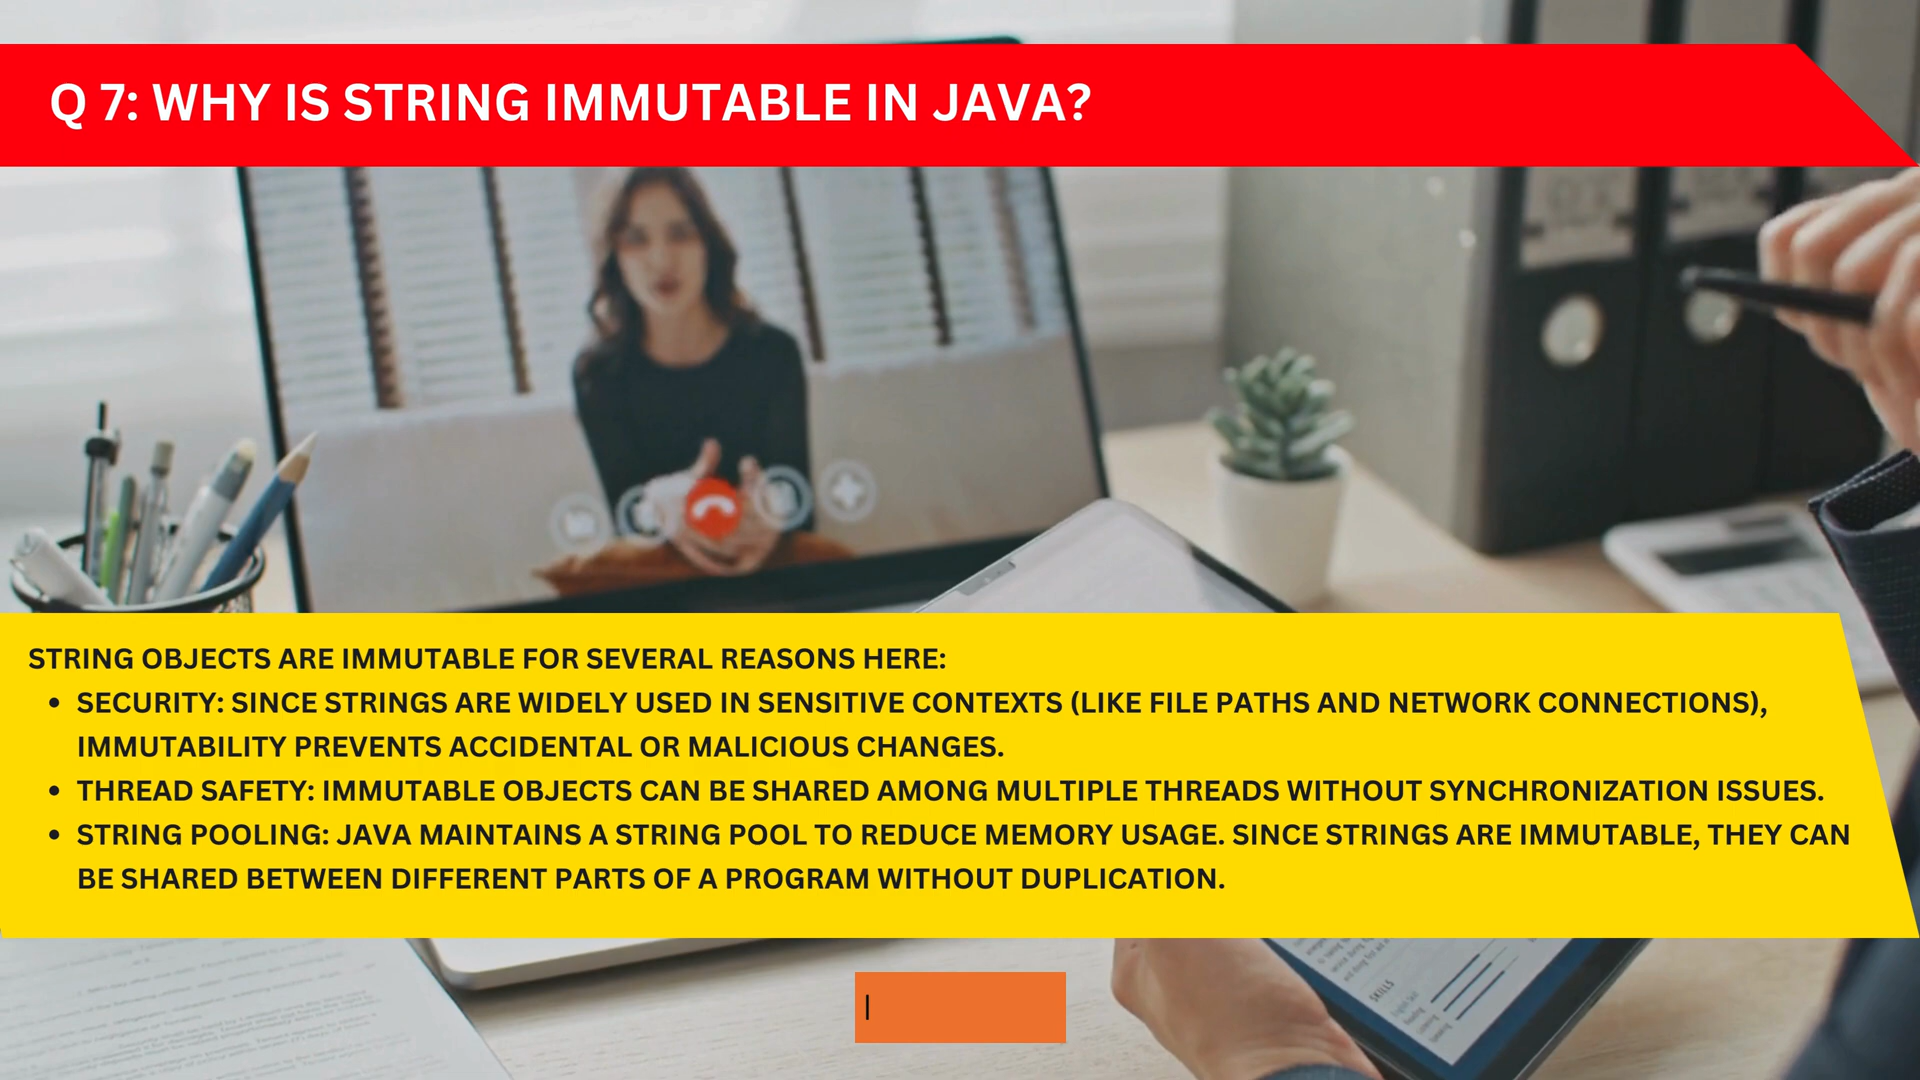 Q 7: WHY IS STRING IMMUTABLE IN JAVA?
STRING OBJECTS ARE IMMUTABLE FOR SEVERAL REASONS HERE:
• SECURITY: SINCE STRINGS ARE WIDELY USED IN SENSITIVE CONTEXTS (LIKE FILE PATHS AND NETWORK CONNECTIONS),
IMMUTABILITY PREVENTS ACCIDENTAL OR MALICIOUS CHANGES.
• THREAD SAFETY: IMMUTABLE OBJECTS CAN BE SHARED AMONG MULTIPLE THREADS WITHOUT SYNCHRONIZATION ISSUES.
• STRING POOLING: JAVA MAINTAINS A STRING POOL TO REDUCE MEMORY USAGE. SINCE STRINGS ARE IMMUTABLE, THEY CAN
BE SHARED BETWEEN DIFFERENT PARTS OF A PROGRAM WITHOUT DUPLICATION.
SKILLS